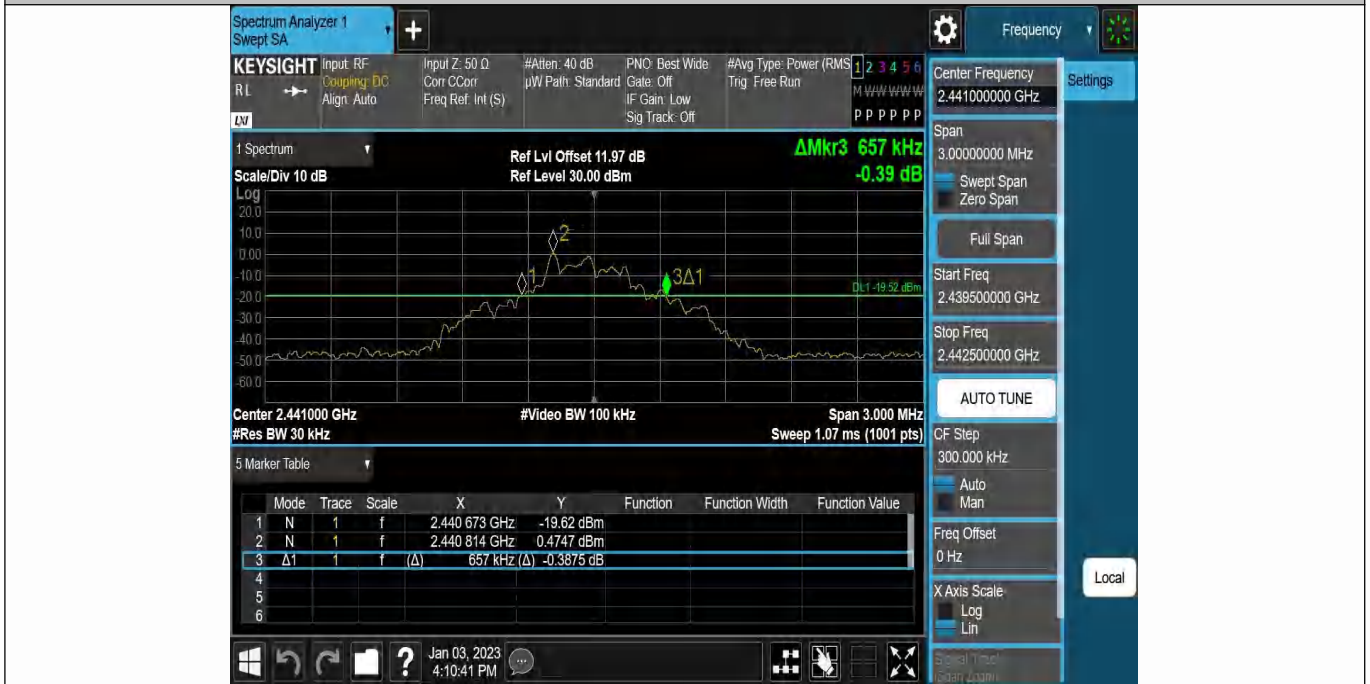 Spectrum Analyzer 1
Swept SA
+
Frequency
KEYSIGHT
RL
LXI
Input: RF
Coupling: DC
Align: Auto
Input Z: 50 Ω
Corr CCorr
Freq Ref: Int (S)
#Atten: 40 dB
µW Path: Standard
PNO: Best Wide
Gate: Off
IF Gain: Low
Sig Track: Off
#Avg Type: Power (RMS
Trig: Free Run
1 2 3 4 5 6
M W W W W W
P P P P P P
1 Spectrum
Scale/Div 10 dB
Log
Ref Lvl Offset 11.97 dB
Ref Level 30.00 dBm
ΔMkr3 657 kHz
-0.39 dB
20.0
10.0
0.00
-10.0
-20.0
-30.0
-40.0
-50.0
-60.0
2
1
3Δ1
DL1 -19.52 dBm
Center 2.441000 GHz
#Res BW 30 kHz
#Video BW 100 kHz
Span 3.000 MHz
Sweep 1.07 ms (1001 pts)
5 Marker Table
Mode Trace Scale X Y Function Function Width Function Value
1 N 1 f 2.440 673 GHz -19.62 dBm
2 N 1 f 2.440 814 GHz 0.4747 dBm
3 Δ1 1 f (Δ) 657 kHz (Δ) -0.3875 dB
4
5
6
?
Jan 03, 2023
4:10:41 PM
Center Frequency
2.441000000 GHz
Settings
Span
3.00000000 MHz
Swept Span
Zero Span
Full Span
Start Freq
2.439500000 GHz
Stop Freq
2.442500000 GHz
AUTO TUNE
CF Step
300.000 kHz
Auto
Man
Freq Offset
0 Hz
X Axis Scale
Log
Lin
Local
Signal Track
(Span Zoom)